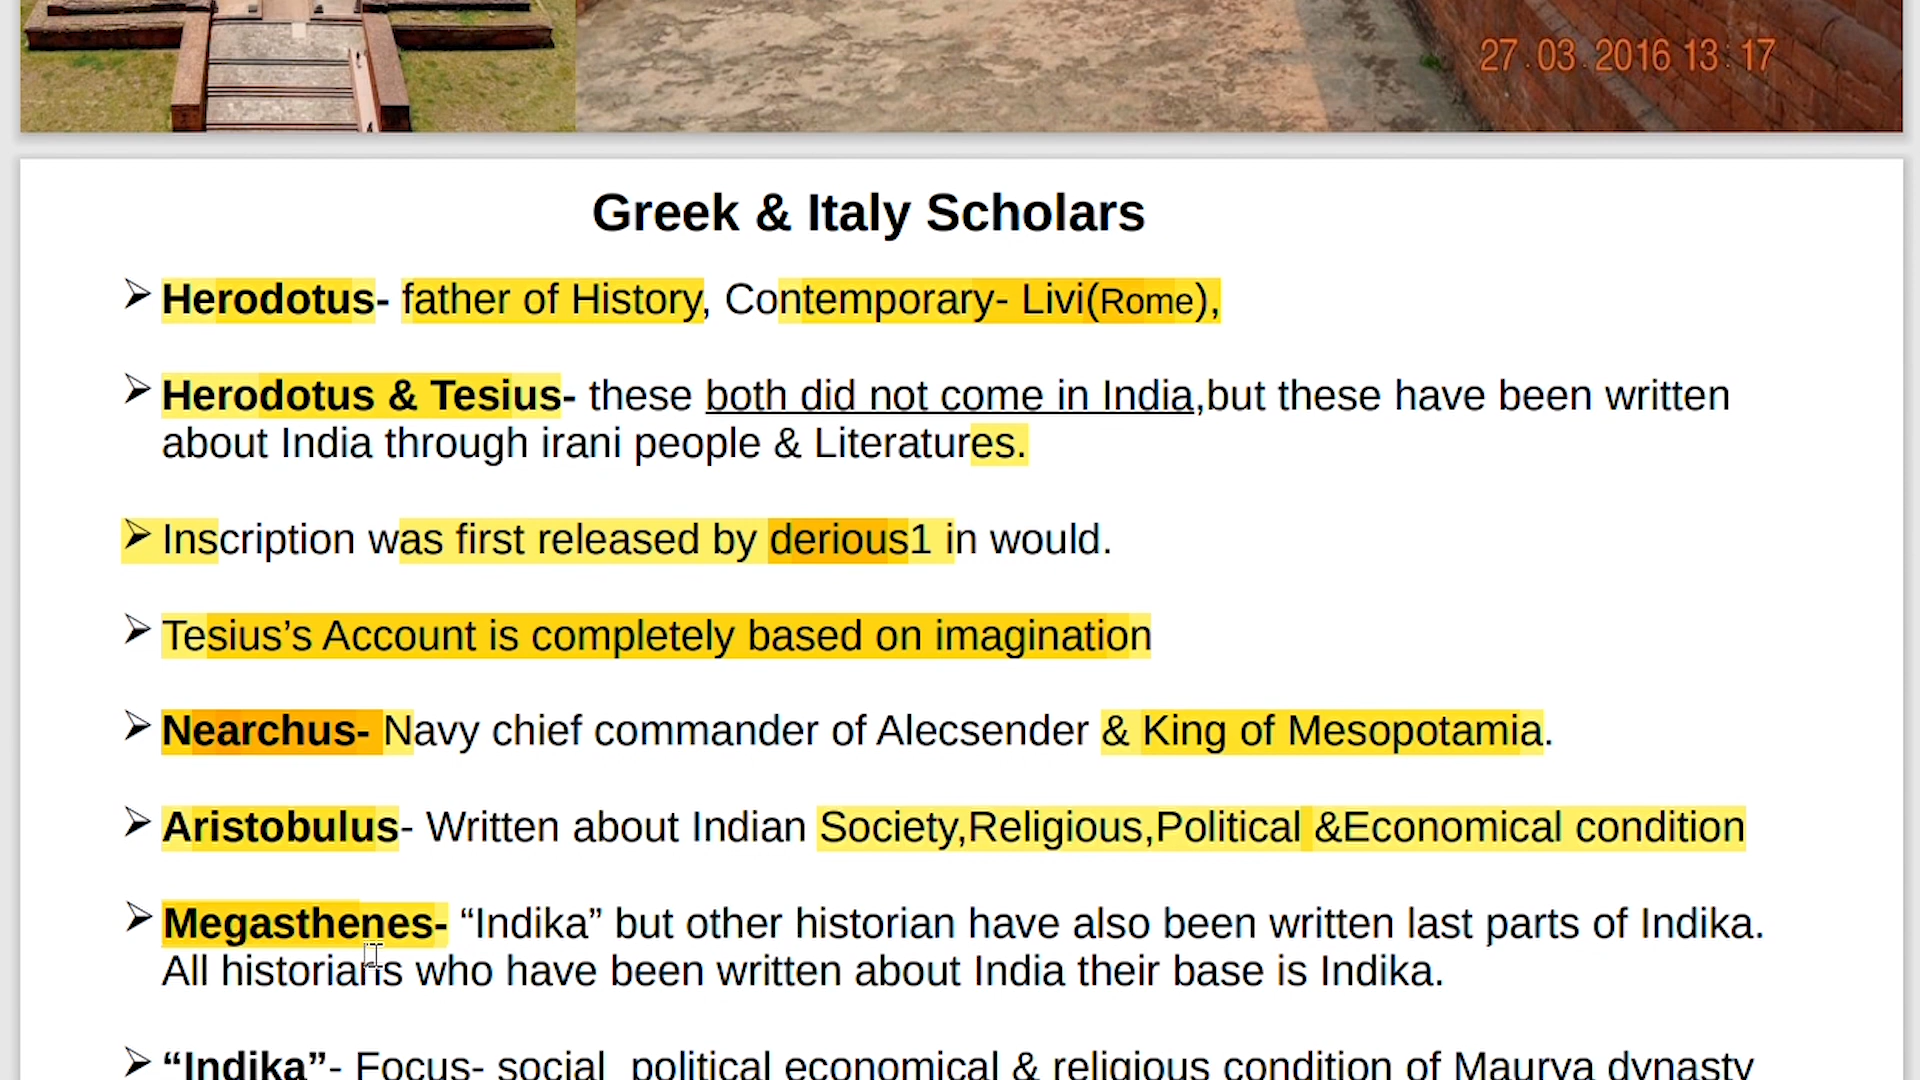 27.03.2016 13:17
Greek & Italy Scholars
➢ Herodotus- father of History, Contemporary- Livi(Rome),
➢ Herodotus & Tesius- these both did not come in India,but these have been written
about India through irani people & Literatures.
➢ Inscription was first released by derious1 in would.
➢ Tesius’s Account is completely based on imagination
➢ Nearchus- Navy chief commander of Alecsender & King of Mesopotamia.
➢ Aristobulus- Written about Indian Society,Religious,Political &Economical condition
➢ Megasthenes- “Indika” but other historian have also been written last parts of Indika.
All historians who have been written about India their base is Indika.
➢ “Indika”- Focus- social political economical & religious condition of Maurya dynasty